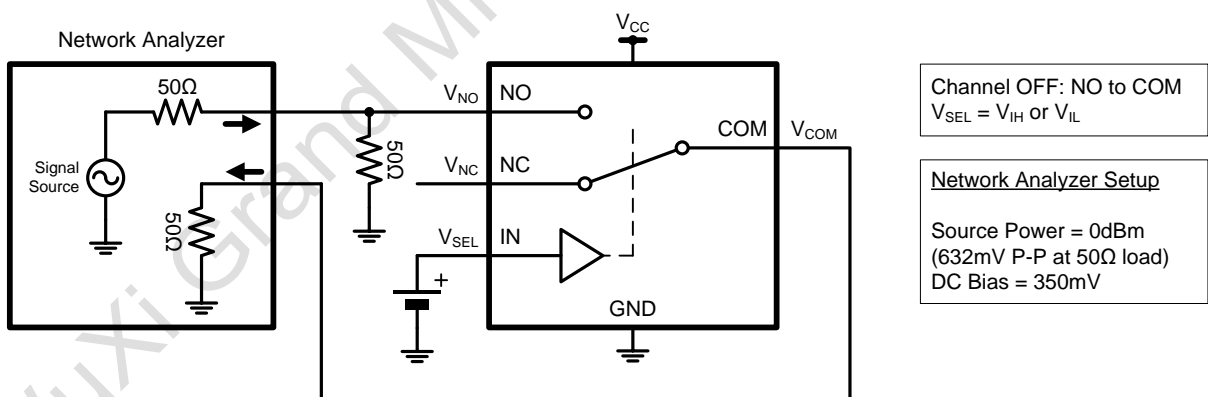 Network Analyzer
50Ω
Signal
Source
50Ω
50Ω
V_CC
V_NO
NO
V_NC
NC
V_SEL
IN
+
COM
V_COM
GND
Channel OFF: NO to COM
V_SEL = V_IH or V_IL
Network Analyzer Setup
Source Power = 0dBm
(632mV P-P at 50Ω load)
DC Bias = 350mV
Grand